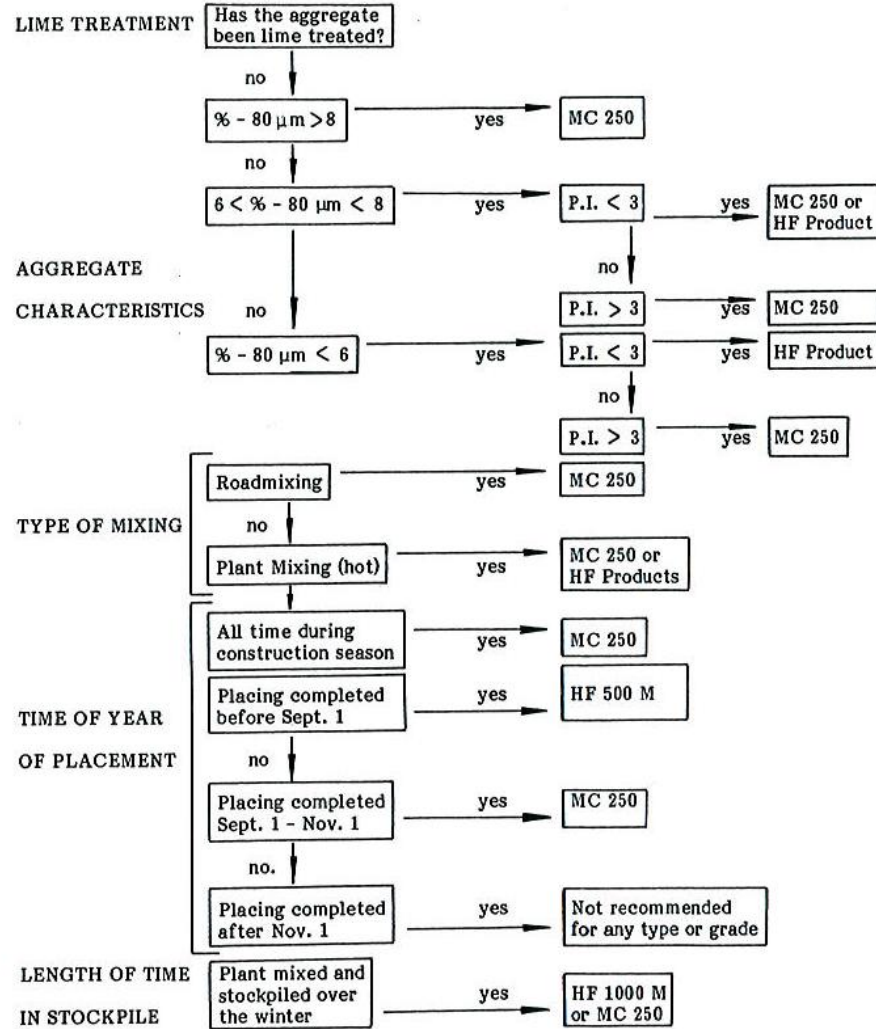 LIME TREATMENT
Has the aggregate
been lime treated?
no
% - 80 µm >8
yes
MC 250
no
6 < % - 80 µm < 8
yes
P.I. < 3
yes
MC 250 or
HF Product
no
AGGREGATE
CHARACTERISTICS
no
P.I. > 3
yes
MC 250
% - 80 µm < 6
yes
P.I. < 3
yes
HF Product
no
P.I. > 3
yes
MC 250
TYPE OF MIXING
Roadmixing
yes
MC 250
no
Plant Mixing (hot)
yes
MC 250 or
HF Products
TIME OF YEAR
OF PLACEMENT
All time during
construction season
yes
MC 250
Placing completed
before Sept. 1
yes
HF 500 M
no
Placing completed
Sept. 1 - Nov. 1
yes
MC 250
no.
Placing completed
after Nov. 1
yes
Not recommended
for any type or grade
LENGTH OF TIME
IN STOCKPILE
Plant mixed and
stockpiled over
the winter
yes
HF 1000 M
or MC 250